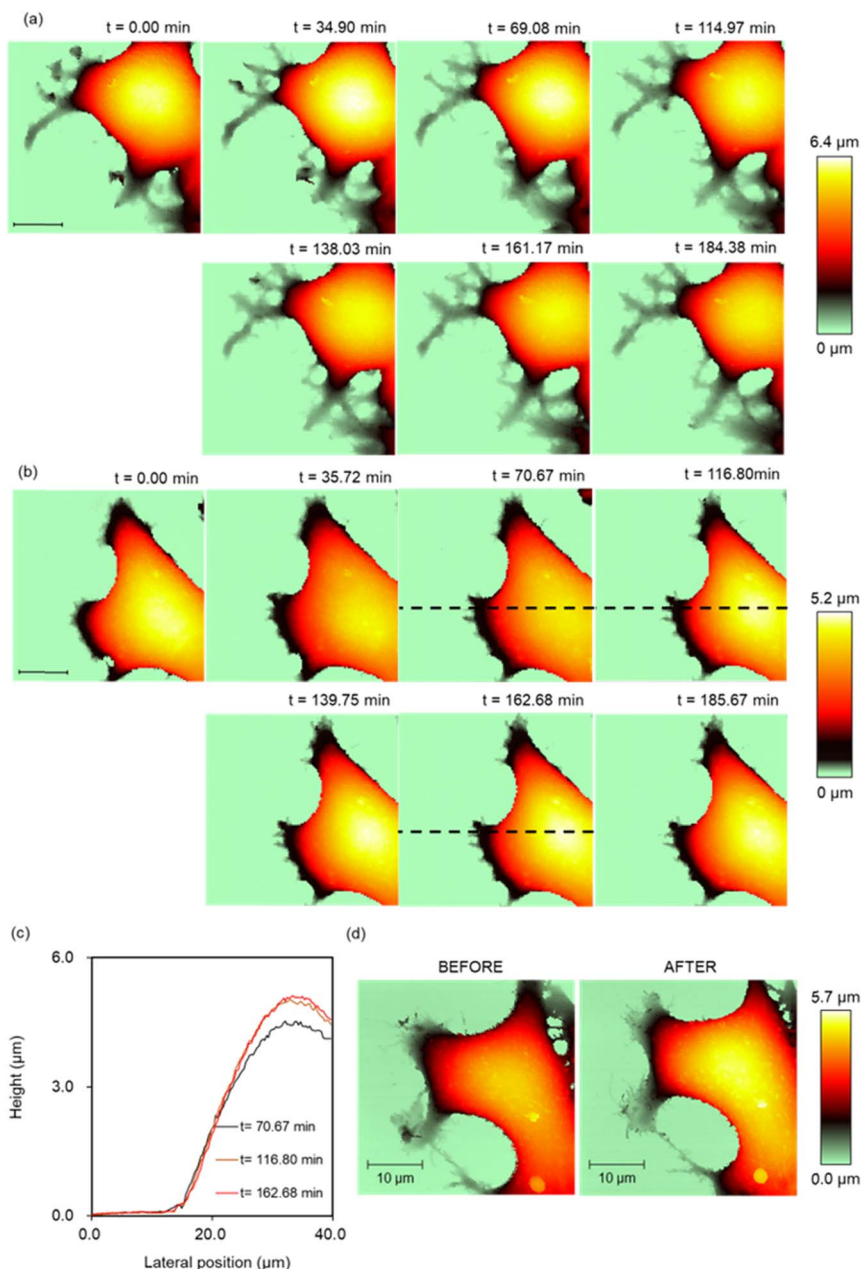 (a)
t = 0.00 min
t = 34.90 min
t = 69.08 min
t = 114.97 min
6.4 µm
0 µm
t = 138.03 min
t = 161.17 min
t = 184.38 min
(b)
t = 0.00 min
t = 35.72 min
t = 70.67 min
t = 116.80min
5.2 µm
0 µm
t = 139.75 min
t = 162.68 min
t = 185.67 min
(c)
6.0
3.0
0.0
Height (µm)
t= 70.67 min
t= 116.80 min
t= 162.68 min
0.0
20.0
40.0
Lateral position (µm)
(d)
BEFORE
AFTER
10 µm
10 µm
5.7 µm
0.0 µm